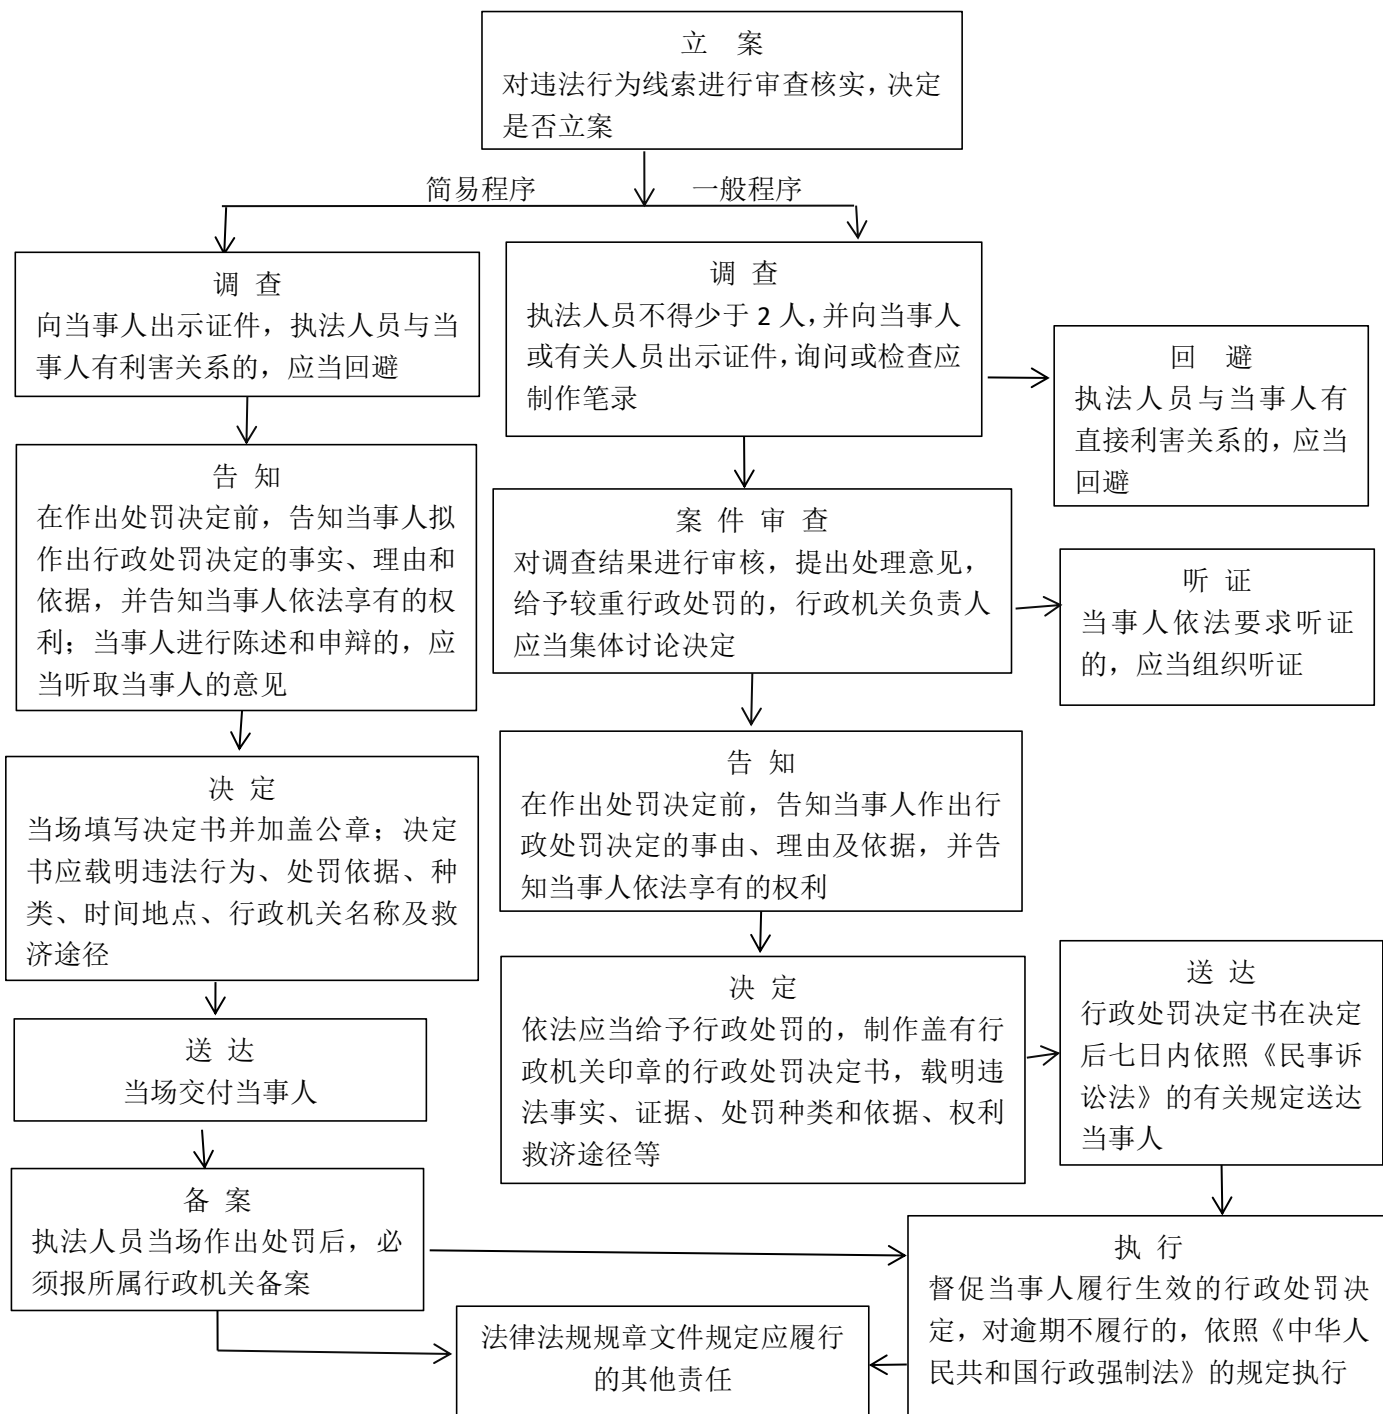 立 案
对违法行为线索进行审查核实，决定
是否立案
简易程序
一般程序
调 查
向当事人出示证件，执法人员与当
事人有利害关系的，应当回避
告 知
在作出处罚决定前，告知当事人拟
作出行政处罚决定的事实、理由和
依据，并告知当事人依法享有的权
利；当事人进行陈述和申辩的，应
当听取当事人的意见
决 定
当场填写决定书并加盖公章；决定
书应载明违法行为、处罚依据、种
类、时间地点、行政机关名称及救
济途径
送 达
当场交付当事人
备 案
执法人员当场作出处罚后，必
须报所属行政机关备案
调 查
执法人员不得少于 2 人，并向当事人
或有关人员出示证件，询问或检查应
制作笔录
回 避
执法人员与当事人有
直接利害关系的，应当
回避
案 件 审 查
对调查结果进行审核，提出处理意见，
给予较重行政处罚的，行政机关负责人
应当集体讨论决定
听 证
当事人依法要求听证
的，应当组织听证
告 知
在作出处罚决定前，告知当事人作出行
政处罚决定的事由、理由及依据，并告
知当事人依法享有的权利
决 定
依法应当给予行政处罚的，制作盖有行
政机关印章的行政处罚决定书，载明违
法事实、证据、处罚种类和依据、权利
救济途径等
送 达
行政处罚决定书在决定
后七日内依照《民事诉
讼法》的有关规定送达
当事人
执 行
督促当事人履行生效的行政处罚决
定，对逾期不履行的，依照《中华人
民共和国行政强制法》的规定执行
法律法规规章文件规定应履行
的其他责任